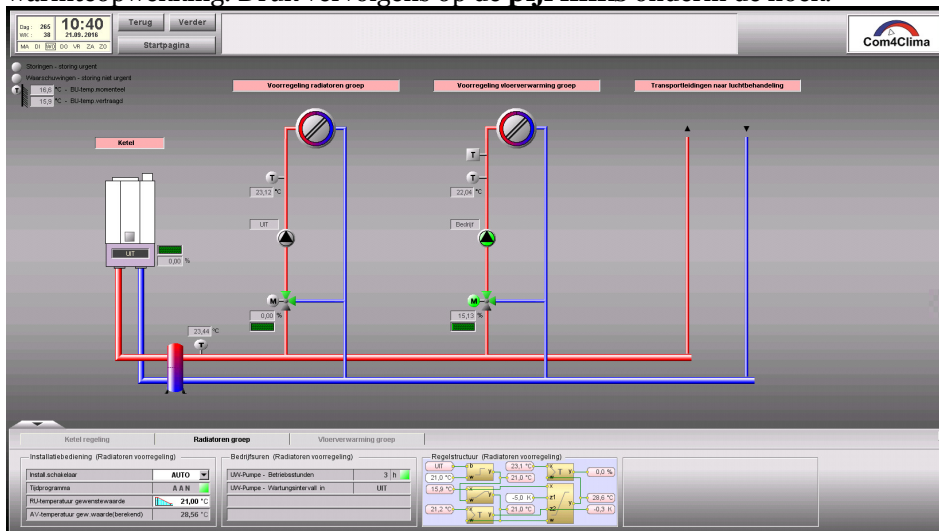 warmteopwekking. Druk vervolgens op de pijl links onderin de hoek.
Dag : 265
WK : 38
10:40
21.09.2016
MA DI WO DO VR ZA ZO
Terug
Verder
Startpagina
Com4Clima
Storingen - storing urgent
Waarschuwingen - storing niet urgent
T 16,6 °C - BU-temp.momenteel
15,9 °C - BU-temp.vertraagd
Voorregeling radiatoren groep
Voorregeling vloerverwarming groep
Transportleidingen naar luchtbehandeling
Ketel
T
T
T
23,12 °C
22,04 °C
UIT
Bedrijf
UIT
0,00 %
M
M
0,00 %
15,13 %
23,44 °C
T
Ketel regeling
Radiatoren groep
Vloerverwarming groep
Installatiebediening (Radiatoren voorregeling)
Install.schakelaar AUTO
Tijdprogramma AAN
RU-temperatuur gewenstewaarde 21,00 °C
AV-temperatuur gew.waarde(berekend) 28,56 °C
Bedrijfsuren (Radiatoren voorregeling)
UW-Pumpe - Betriebsstunden 3 h
UW-Pumpe - Wartungsintervall in UIT
Regelstructuur (Radiatoren voorregeling)
UIT b y 23,1 °C x T y 0,0 %
21,0 °C w 21,0 °C w
15,9 °C x y -5,0 K z1 y 28,6 °C
21,2 °C x T y 21,0 °C z2 -0,3 K
w w